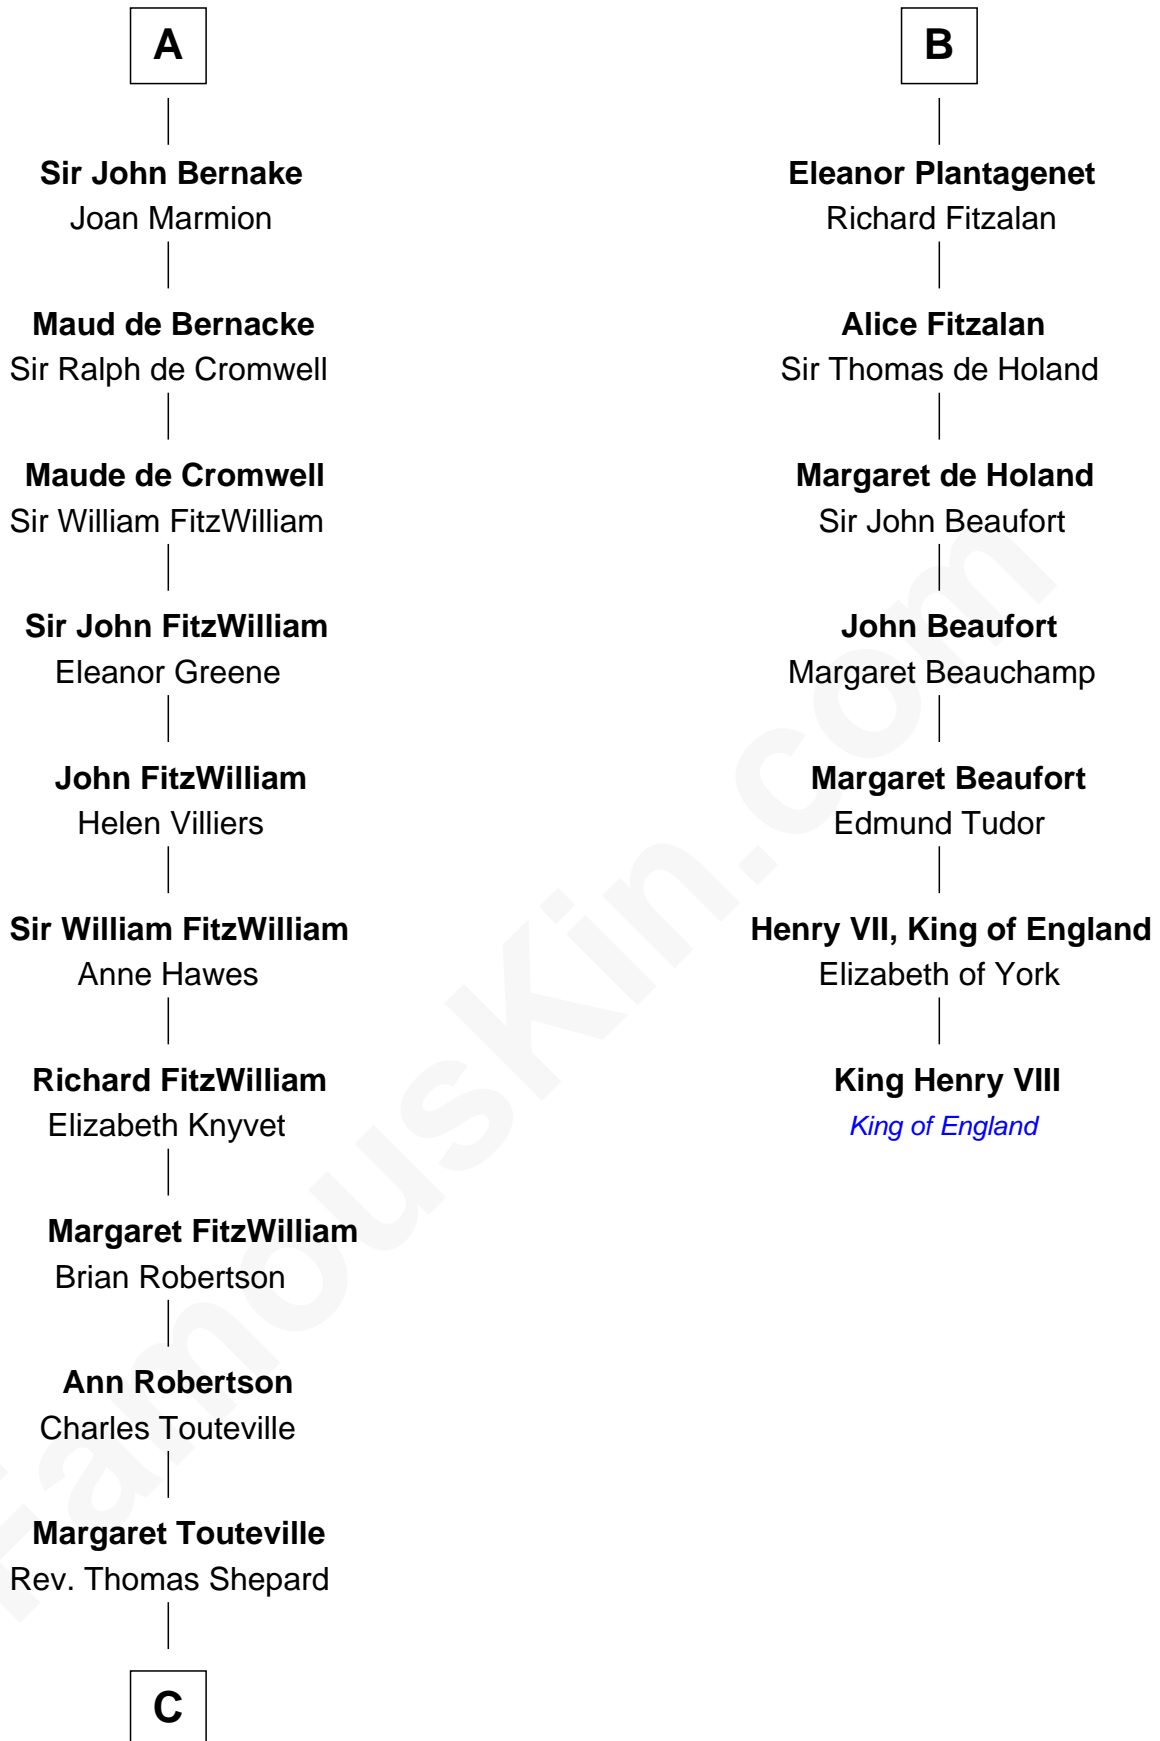 A
Sir John Bernake
Joan Marmion
Maud de Bernacke
Sir Ralph de Cromwell
Maude de Cromwell
Sir William FitzWilliam
Sir John FitzWilliam
Eleanor Greene
John FitzWilliam
Helen Villiers
Sir William FitzWilliam
Anne Hawes
Richard FitzWilliam
Elizabeth Knyvet
Margaret FitzWilliam
Brian Robertson
Ann Robertson
Charles Touteville
Margaret Touteville
Rev. Thomas Shepard
C
B
Eleanor Plantagenet
Richard Fitzalan
Alice Fitzalan
Sir Thomas de Holand
Margaret de Holand
Sir John Beaufort
John Beaufort
Margaret Beauchamp
Margaret Beaufort
Edmund Tudor
Henry VII, King of England
Elizabeth of York
King Henry VIII
King of England
FamousKin.com